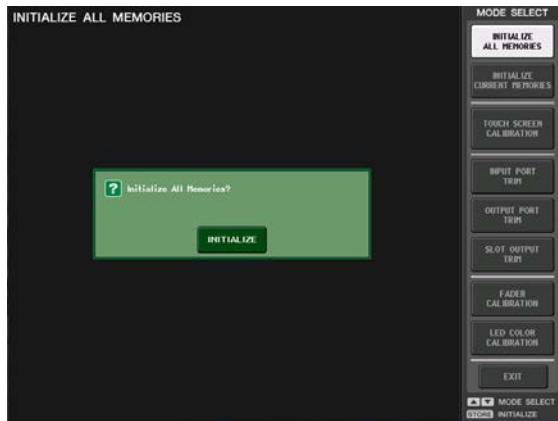 INITIALIZE ALL MEMORIES
MODE SELECT
INITIALIZE
ALL MEMORIES
INITIALIZE
CURRENT MEMORIES
TOUCH SCREEN
CALIBRATION
INPUT PORT
TRIM
OUTPUT PORT
TRIM
SLOT OUTPUT
TRIM
FADER
CALIBRATION
LED COLOR
CALIBRATION
EXIT
MODE SELECT
STORE INITIALIZE
? Initialize All Memories?
INITIALIZE